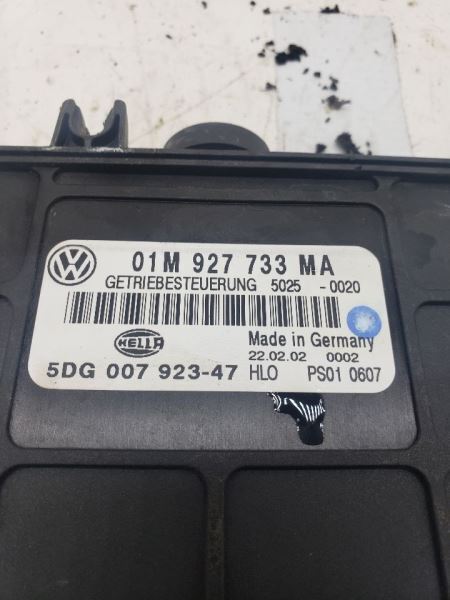 01M 927 733 MA
GETRIEBESTEUERUNG 5025 -0020
HELLA
Made in Germany
22.02.02 0002
5DG 007 923-47 HLO PS01 0607